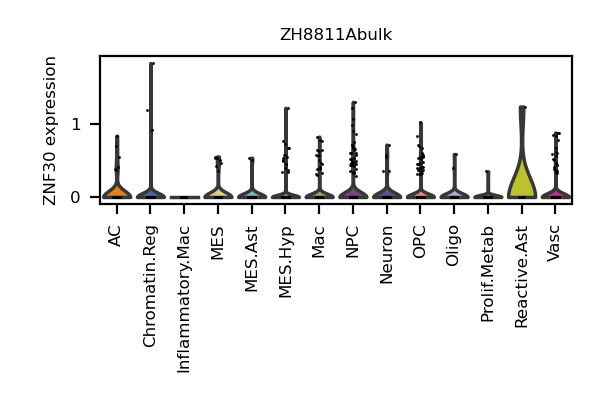 ZH8811Abulk
ZNF30 expression
1
0
AC
Chromatin.Reg
Inflammatory.Mac
MES
MES.Ast
MES.Hyp
Mac
NPC
Neuron
OPC
Oligo
Prolif.Metab
Reactive.Ast
Vasc